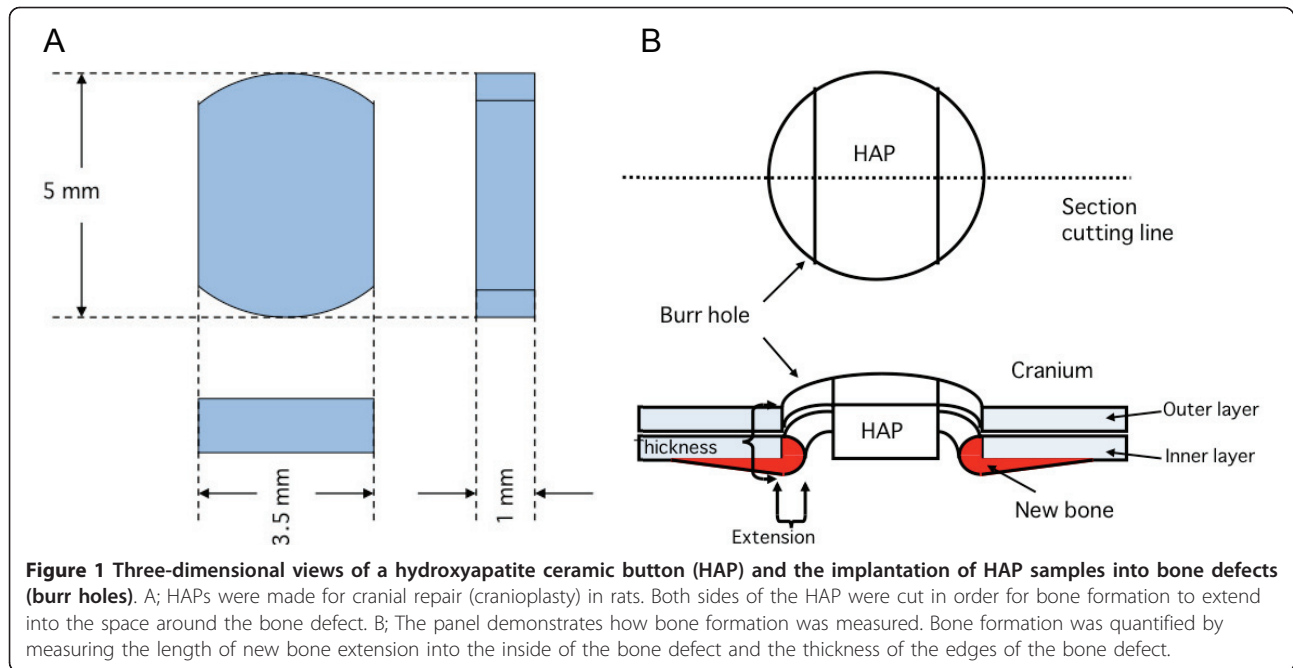 A
B
5 mm
3.5 mm
1 mm
HAP
Section
cutting line
Burr hole
Cranium
Outer layer
Thickness
HAP
Inner layer
New bone
Extension
Figure 1 Three-dimensional views of a hydroxyapatite ceramic button (HAP) and the implantation of HAP samples into bone defects
(burr holes). A; HAPs were made for cranial repair (cranioplasty) in rats. Both sides of the HAP were cut in order for bone formation to extend
into the space around the bone defect. B; The panel demonstrates how bone formation was measured. Bone formation was quantified by
measuring the length of new bone extension into the inside of the bone defect and the thickness of the edges of the bone defect.